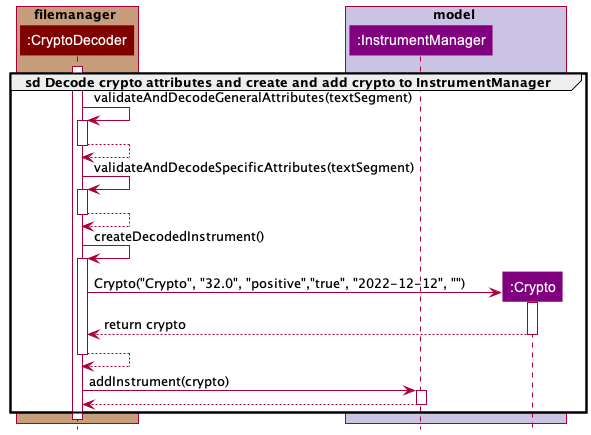 filemanager
model
:CryptoDecoder
:InstrumentManager
sd Decode crypto attributes and create and add crypto to InstrumentManager
validateAndDecodeGeneralAttributes(textSegment)
validateAndDecodeSpecificAttributes(textSegment)
createDecodedInstrument()
Crypto("Crypto", "32.0", "positive","true", "2022-12-12", "")
:Crypto
return crypto
addInstrument(crypto)